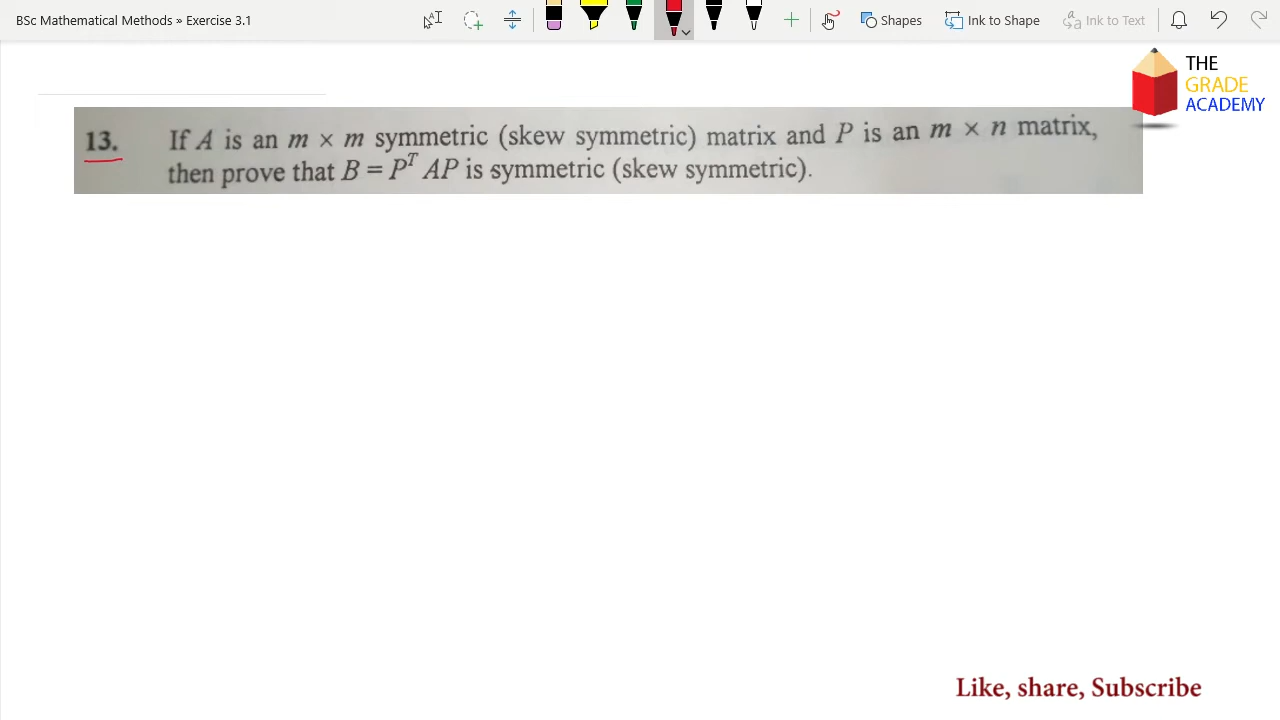 BSc Mathematical Methods » Exercise 3.1
Shapes
Ink to Shape
Ink to Text
THE
GRADE
ACADEMY
13. If A is an m × m symmetric (skew symmetric) matrix and P is an m × n matrix,
then prove that B = Pᵀ AP is symmetric (skew symmetric).
Like, share, Subscribe